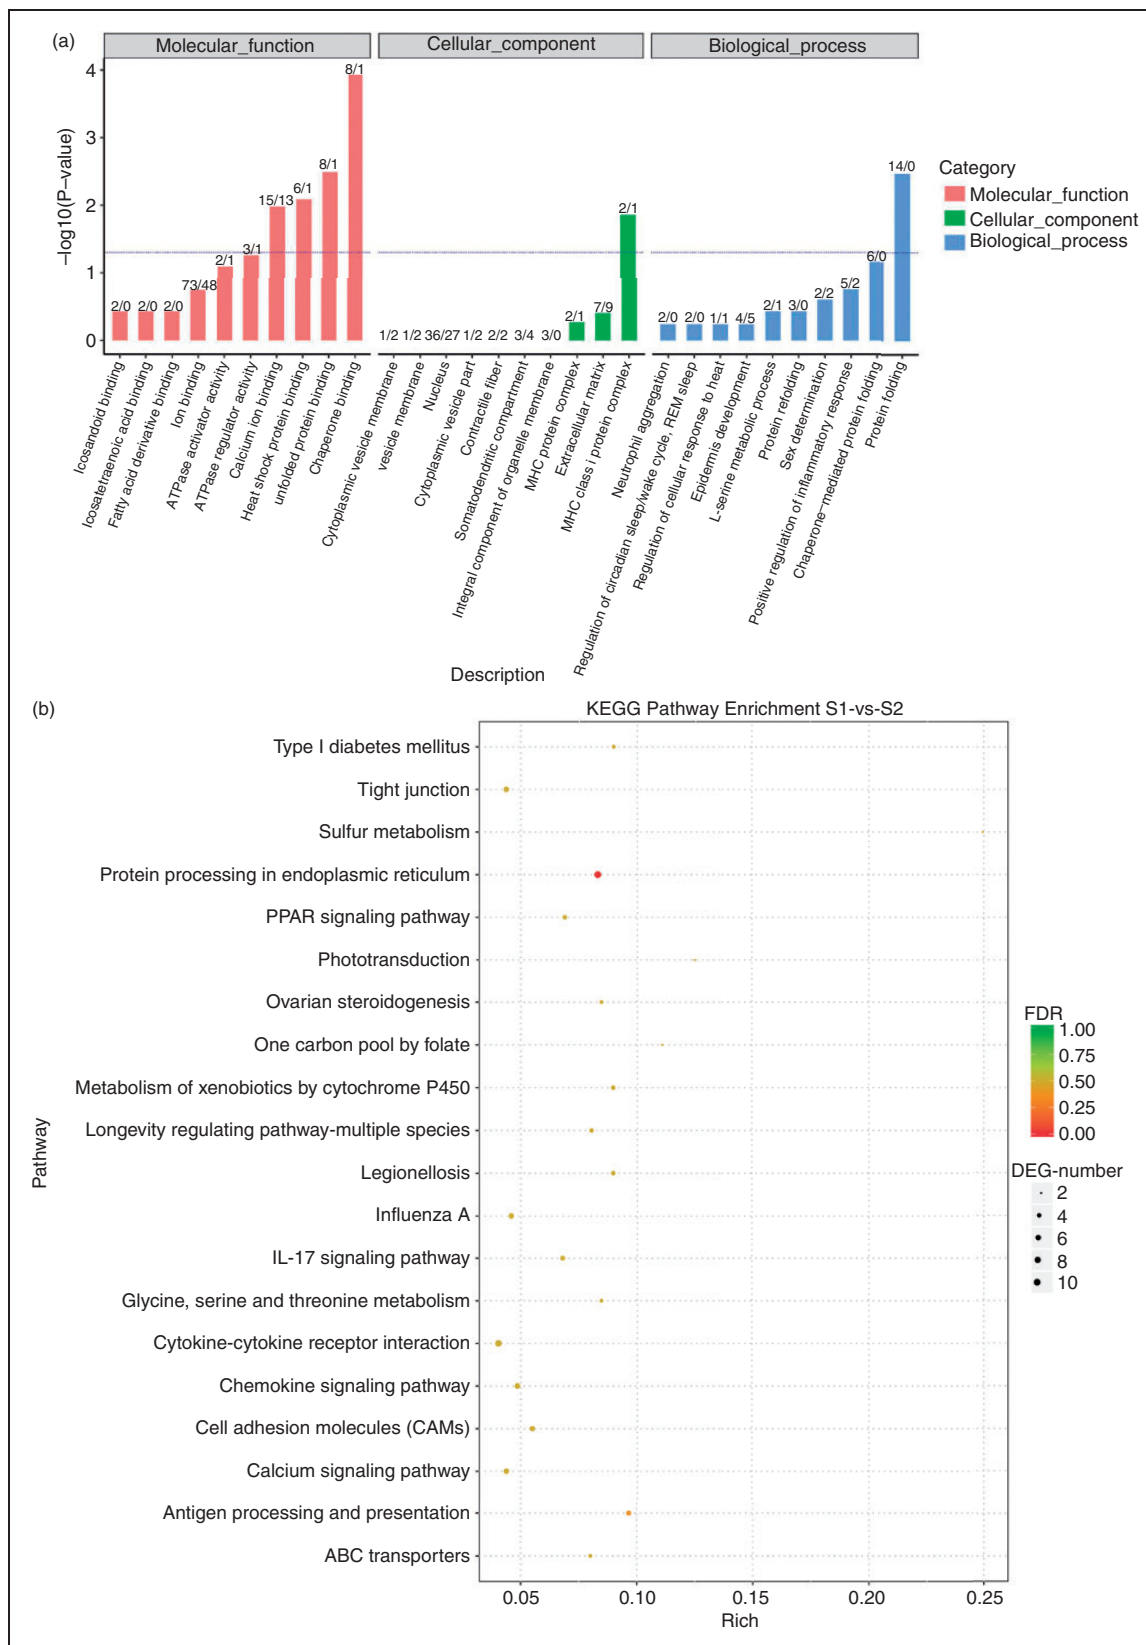 (a)
Molecular_function
Cellular_component
Biological_process
–log10(P–value)
4
3
2
1
0
2/0
2/0
2/0
73/48
2/1
3/1
15/13
6/1
8/1
8/1
1/2
1/2
36/27
1/2
2/2
3/4
3/0
2/1
7/9
2/1
2/0
2/0
1/1
4/5
2/1
3/0
2/2
5/2
6/0
14/0
Category
Molecular_function
Cellular_component
Biological_process
Icosandoid binding
Icosatetraenoic acid binding
Fatty acid derivative binding
Ion binding
ATPase activator activity
ATPase regulator activity
Calcium ion binding
Heat shock protein binding
unfolded protein binding
Chaperone binding
Cytoplasmic vesicle membrane
veside membrane
Nucleus
Cytoplasmic vesicle part
Contractile fiber
Somatodendritic compartment
Integral component of organelle membrane
MHC protein complex
Extracellular matrix
MHC class i protein complex
Neutrophil aggregation
Regulation of circadian sleep/wake cycle, REM sleep
Regulation of cellular response to heat
Epidermis development
L-serine metabolic process
Protein refolding
Sex determination
Positive regulation of inflammatory response
Chaperone–mediated protein folding
Protein folding
Description
(b)
KEGG Pathway Enrichment S1-vs-S2
Pathway
Type I diabetes mellitus
Tight junction
Sulfur metabolism
Protein processing in endoplasmic reticulum
PPAR signaling pathway
Phototransduction
Ovarian steroidogenesis
One carbon pool by folate
Metabolism of xenobiotics by cytochrome P450
Longevity regulating pathway-multiple species
Legionellosis
Influenza A
IL-17 signaling pathway
Glycine, serine and threonine metabolism
Cytokine-cytokine receptor interaction
Chemokine signaling pathway
Cell adhesion molecules (CAMs)
Calcium signaling pathway
Antigen processing and presentation
ABC transporters
0.05
0.10
0.15
0.20
0.25
Rich
FDR
1.00
0.75
0.50
0.25
0.00
DEG-number
2
4
6
8
10